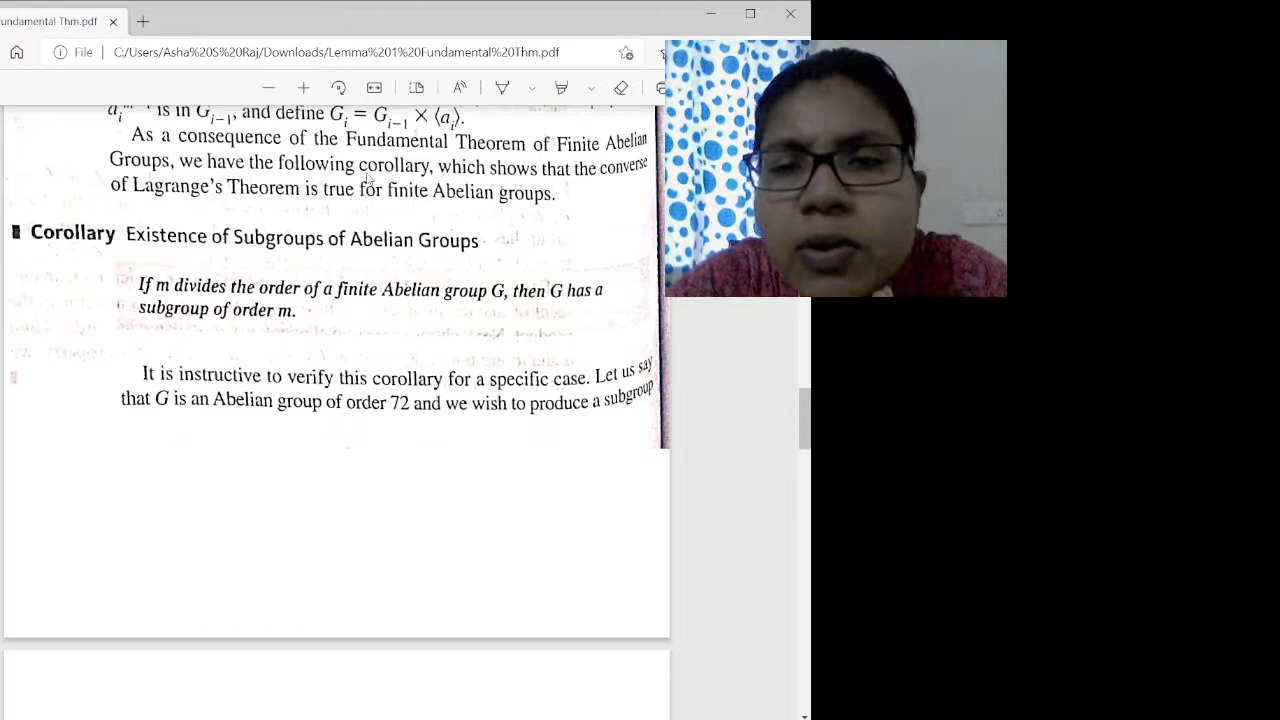 undamental Thm.pdf
File C:/Users/Asha%20S%20Raj/Downloads/Lemma%201%20Fundamental%20Thm.pdf
is in Gᵢ₋₁, and define Gᵢ = Gᵢ₋₁ × ⟨aᵢ⟩.
As a consequence of the Fundamental Theorem of Finite Abelian
Groups, we have the following corollary, which shows that the converse
of Lagrange's Theorem is true for finite Abelian groups.
Corollary Existence of Subgroups of Abelian Groups
If m divides the order of a finite Abelian group G, then G has a
subgroup of order m.
It is instructive to verify this corollary for a specific case. Let us say
that G is an Abelian group of order 72 and we wish to produce a subgroup